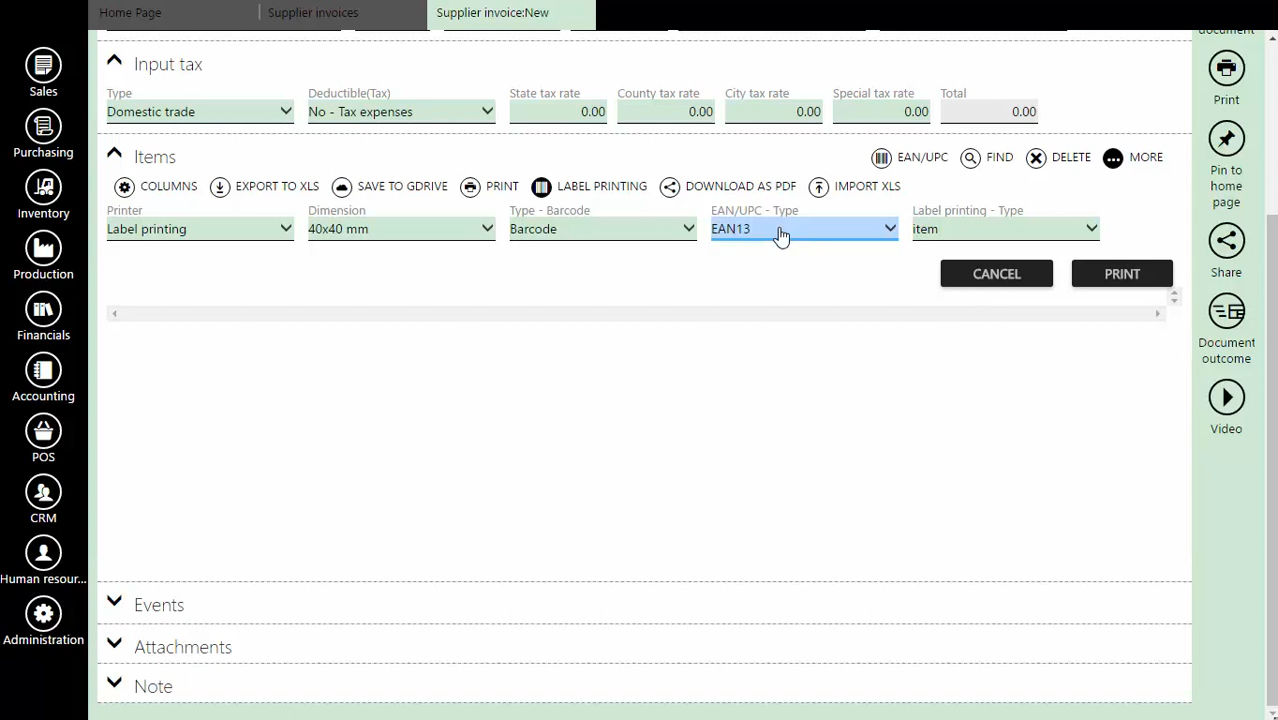 Home Page
Supplier invoices
Supplier invoice:New
Sales
Purchasing
Inventory
Production
Financials
Accounting
POS
CRM
Human resour...
Administration
Input tax
Type
Deductible(Tax)
State tax rate
County tax rate
City tax rate
Special tax rate
Total
Domestic trade
No - Tax expenses
0.00
0.00
0.00
0.00
0.00
Items
EAN/UPC
FIND
DELETE
MORE
COLUMNS
EXPORT TO XLS
SAVE TO GDRIVE
PRINT
LABEL PRINTING
DOWNLOAD AS PDF
IMPORT XLS
Printer
Dimension
Type - Barcode
EAN/UPC - Type
Label printing - Type
Label printing
40x40 mm
Barcode
EAN13
item
CANCEL
PRINT
Events
Attachments
Note
document
Print
Pin to
home
page
Share
Document
outcome
Video